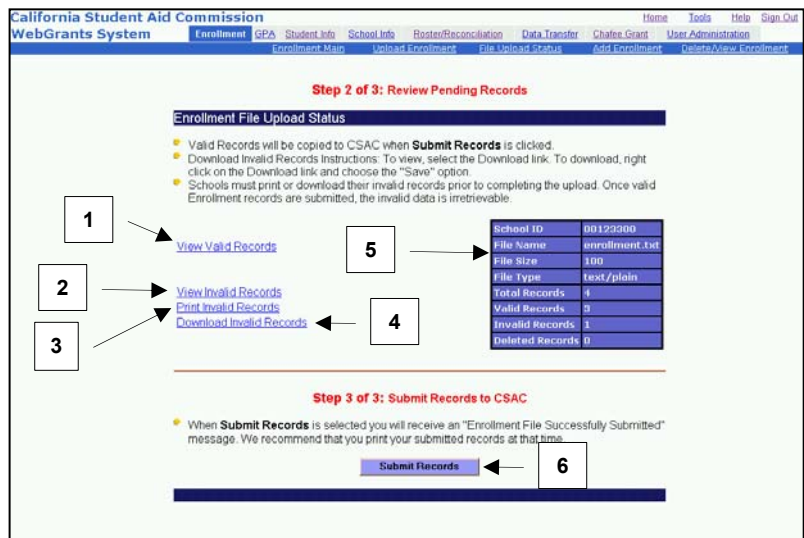 California Student Aid Commission
Home Tools Help Sign Out
WebGrants System
Enrollment GPA Student Info School Info Roster/Reconciliation Data Transfer Chafee Grant User Administration
Enrollment Main Upload Enrollment File Upload Status Add Enrollment Delete/View Enrollment
Step 2 of 3: Review Pending Records
Enrollment File Upload Status
Valid Records will be copied to CSAC when Submit Records is clicked.
Download Invalid Records Instructions: To view, select the Download link. To download, right
click on the Download link and choose the "Save" option.
Schools must print or download their invalid records prior to completing the upload. Once valid
Enrollment records are submitted, the invalid data is irretrievable.
1
View Valid Records
2
View Invalid Records
Print Invalid Records
3
Download Invalid Records
4
5
School ID 00123300
File Name enrollment.txt
File Size 100
File Type text/plain
Total Records 4
Valid Records 3
Invalid Records 1
Deleted Records 0
Step 3 of 3: Submit Records to CSAC
When Submit Records is selected you will receive an "Enrollment File Successfully Submitted"
message. We recommend that you print your submitted records at that time.
Submit Records
6